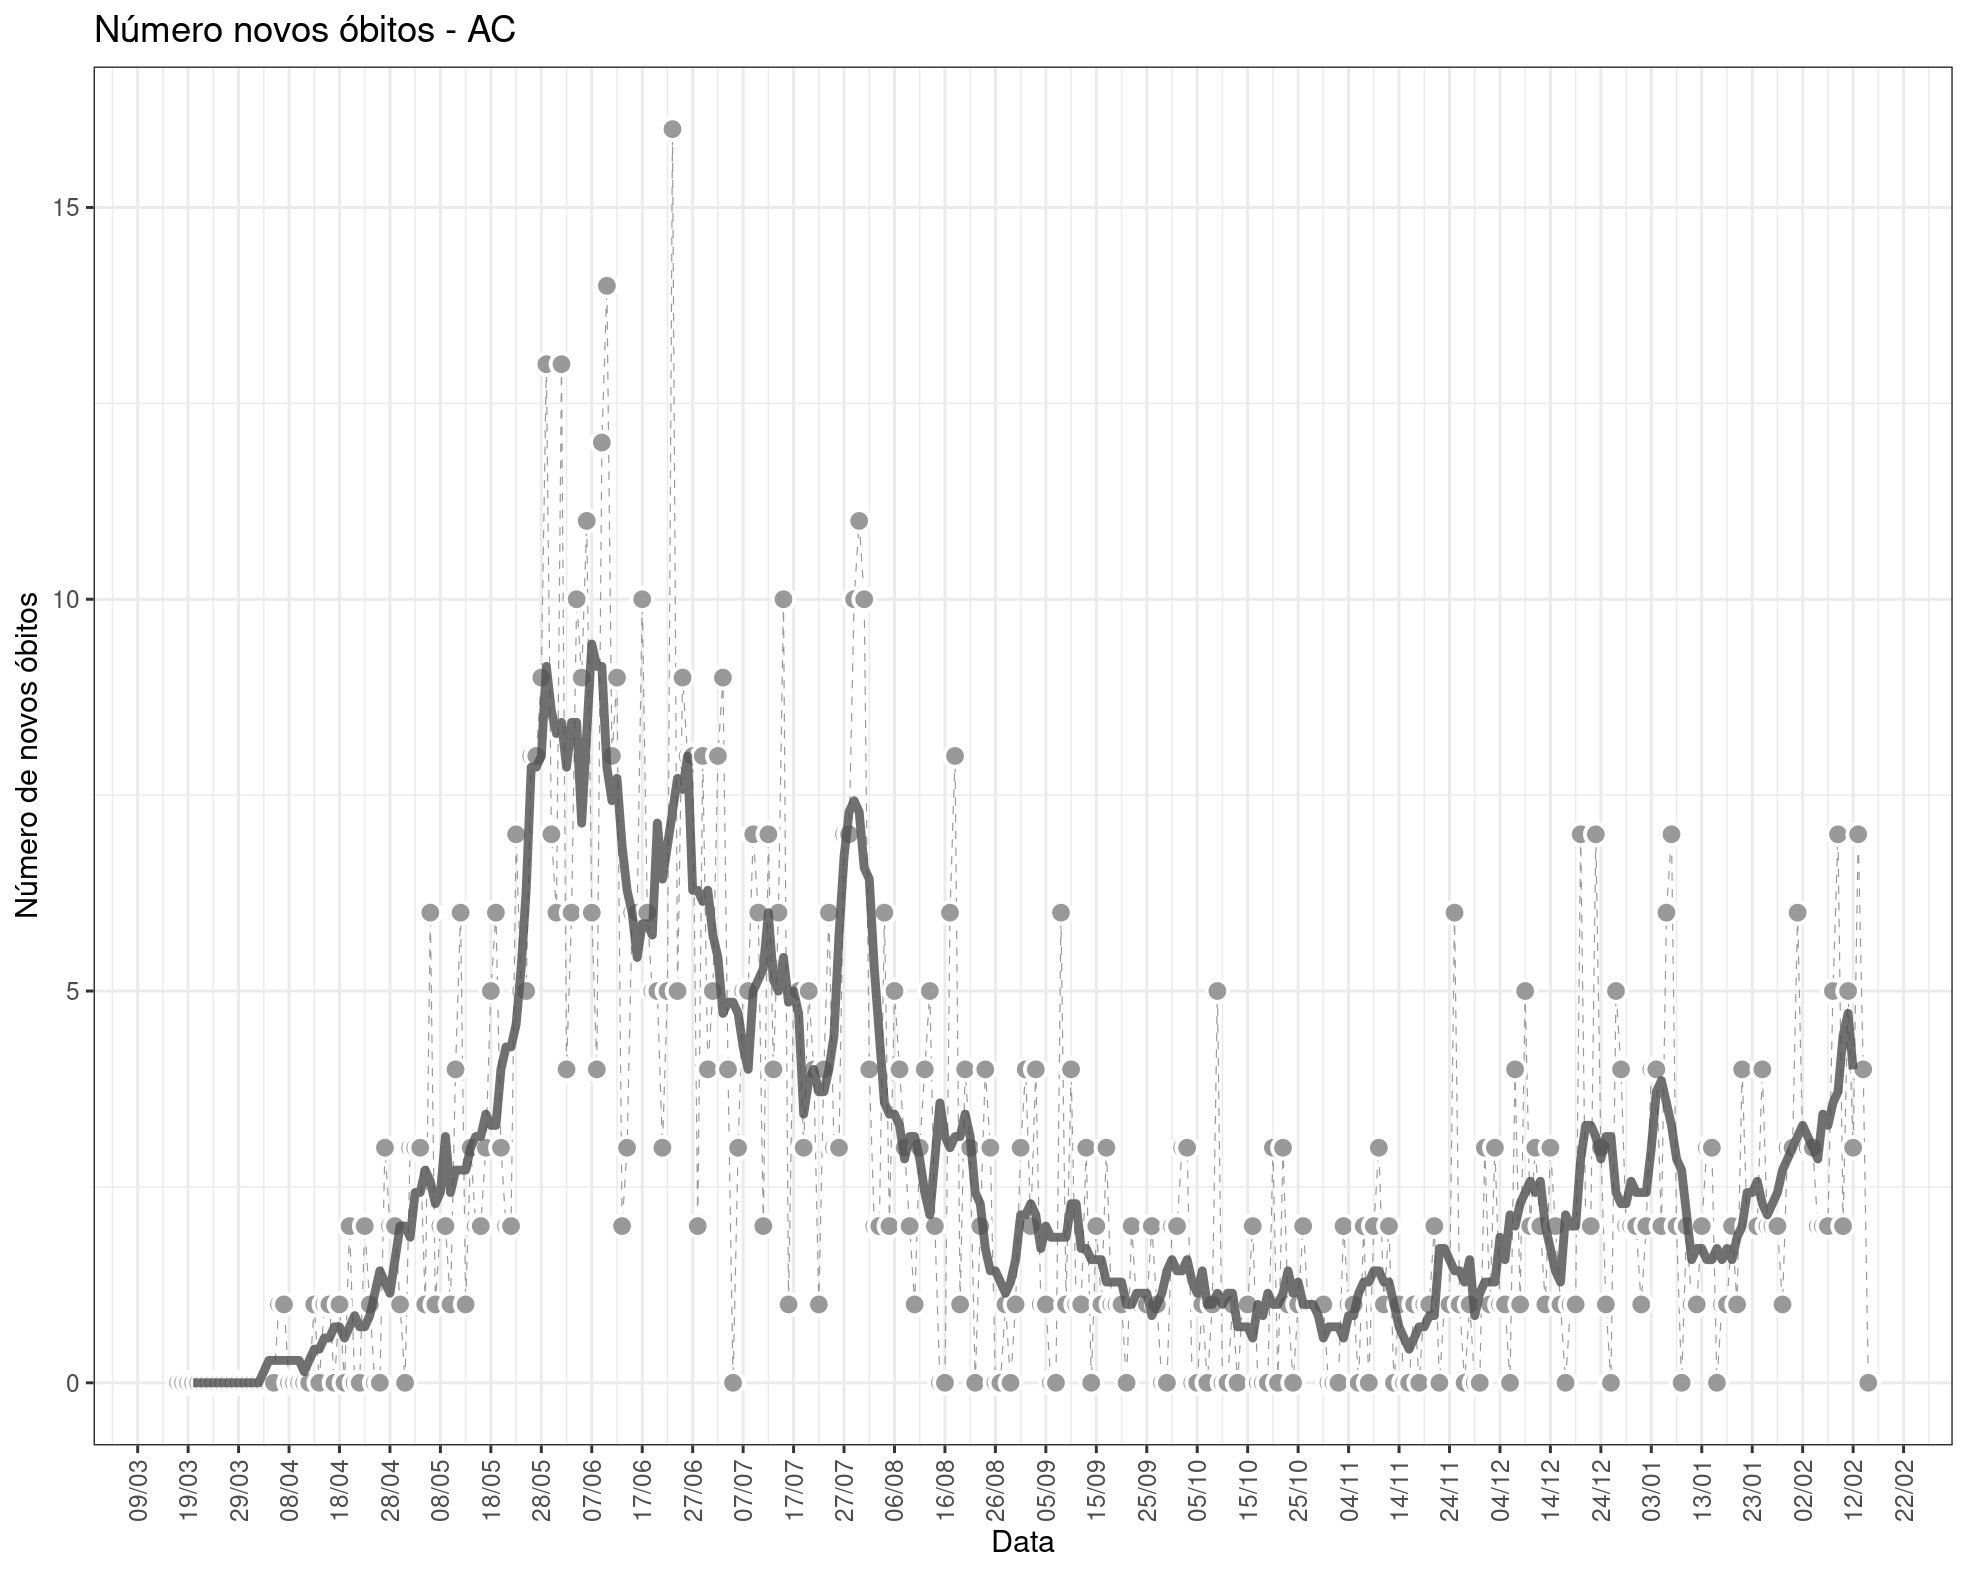 Número novos óbitos - AC
Número de novos óbitos
15
10
5
0
09/03 19/03 29/03 08/04 18/04 28/04 08/05 18/05 28/05 07/06 17/06 27/06 07/07 17/07 27/07 06/08 16/08 26/08 05/09 15/09 25/09 05/10 15/10 25/10 04/11 14/11 24/11 04/12 14/12 24/12 03/01 13/01 23/01 02/02 12/02 22/02
Data